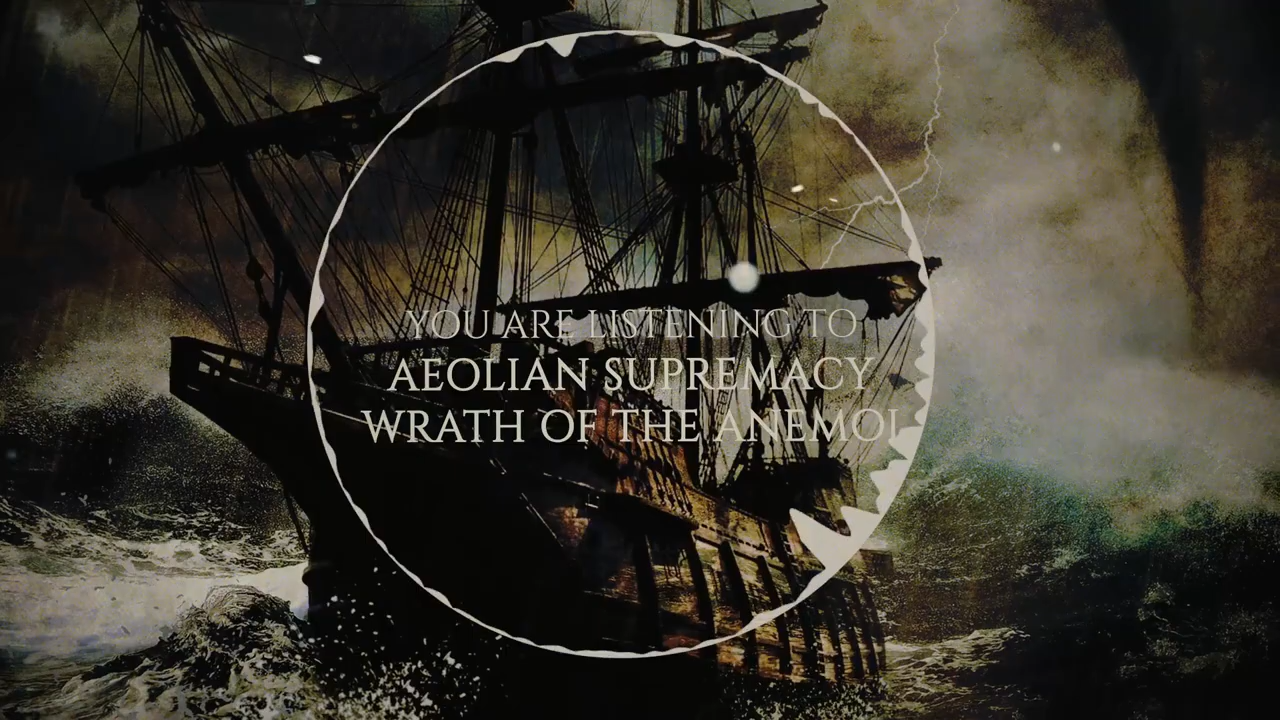 YOU ARE LISTENING TO
AEOLIAN SUPREMACY
WRATH OF THE ANEMOI